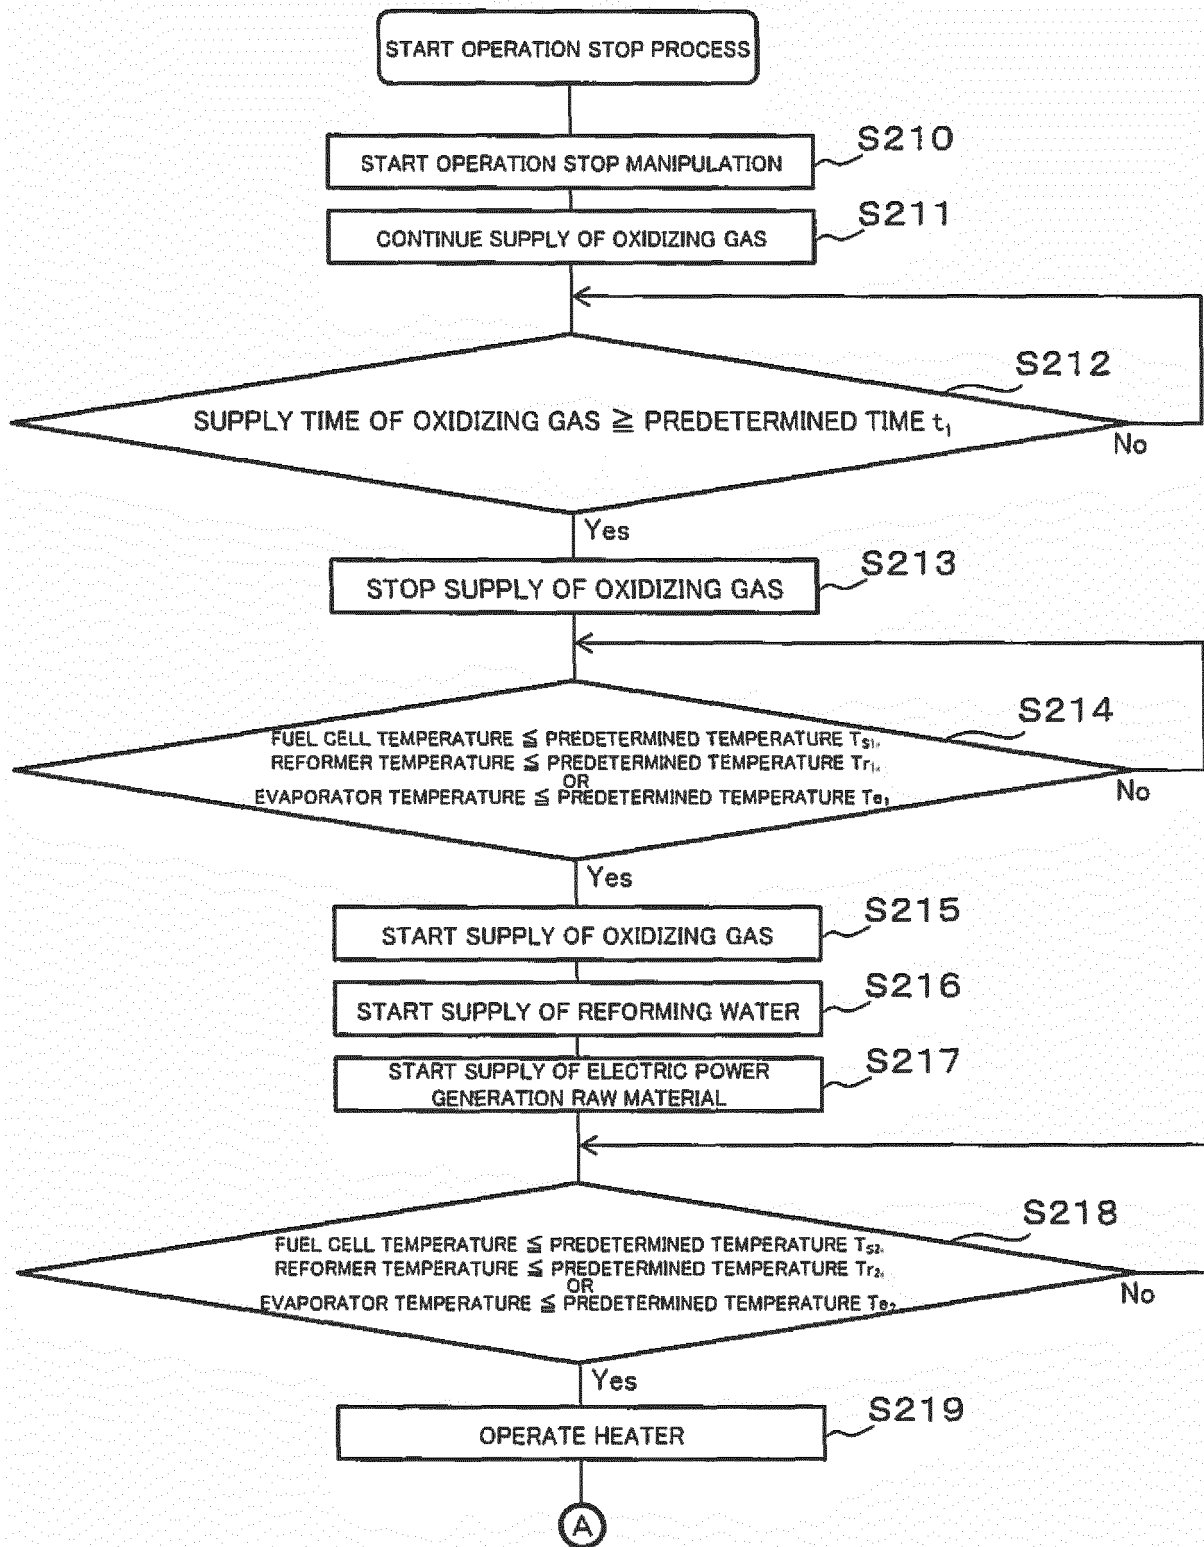 START OPERATION STOP PROCESS
S210
START OPERATION STOP MANIPULATION
S211
CONTINUE SUPPLY OF OXIDIZING GAS
S212
SUPPLY TIME OF OXIDIZING GAS ≧ PREDETERMINED TIME t₁
No
Yes
S213
STOP SUPPLY OF OXIDIZING GAS
S214
FUEL CELL TEMPERATURE ≦ PREDETERMINED TEMPERATURE Ts₁,
REFORMER TEMPERATURE ≦ PREDETERMINED TEMPERATURE Tr₁,
OR
EVAPORATOR TEMPERATURE ≦ PREDETERMINED TEMPERATURE Te₁
No
Yes
S215
START SUPPLY OF OXIDIZING GAS
S216
START SUPPLY OF REFORMING WATER
S217
START SUPPLY OF ELECTRIC POWER
GENERATION RAW MATERIAL
S218
FUEL CELL TEMPERATURE ≦ PREDETERMINED TEMPERATURE Ts₂,
REFORMER TEMPERATURE ≦ PREDETERMINED TEMPERATURE Tr₂,
OR
EVAPORATOR TEMPERATURE ≦ PREDETERMINED TEMPERATURE Te₂
No
Yes
S219
OPERATE HEATER
A